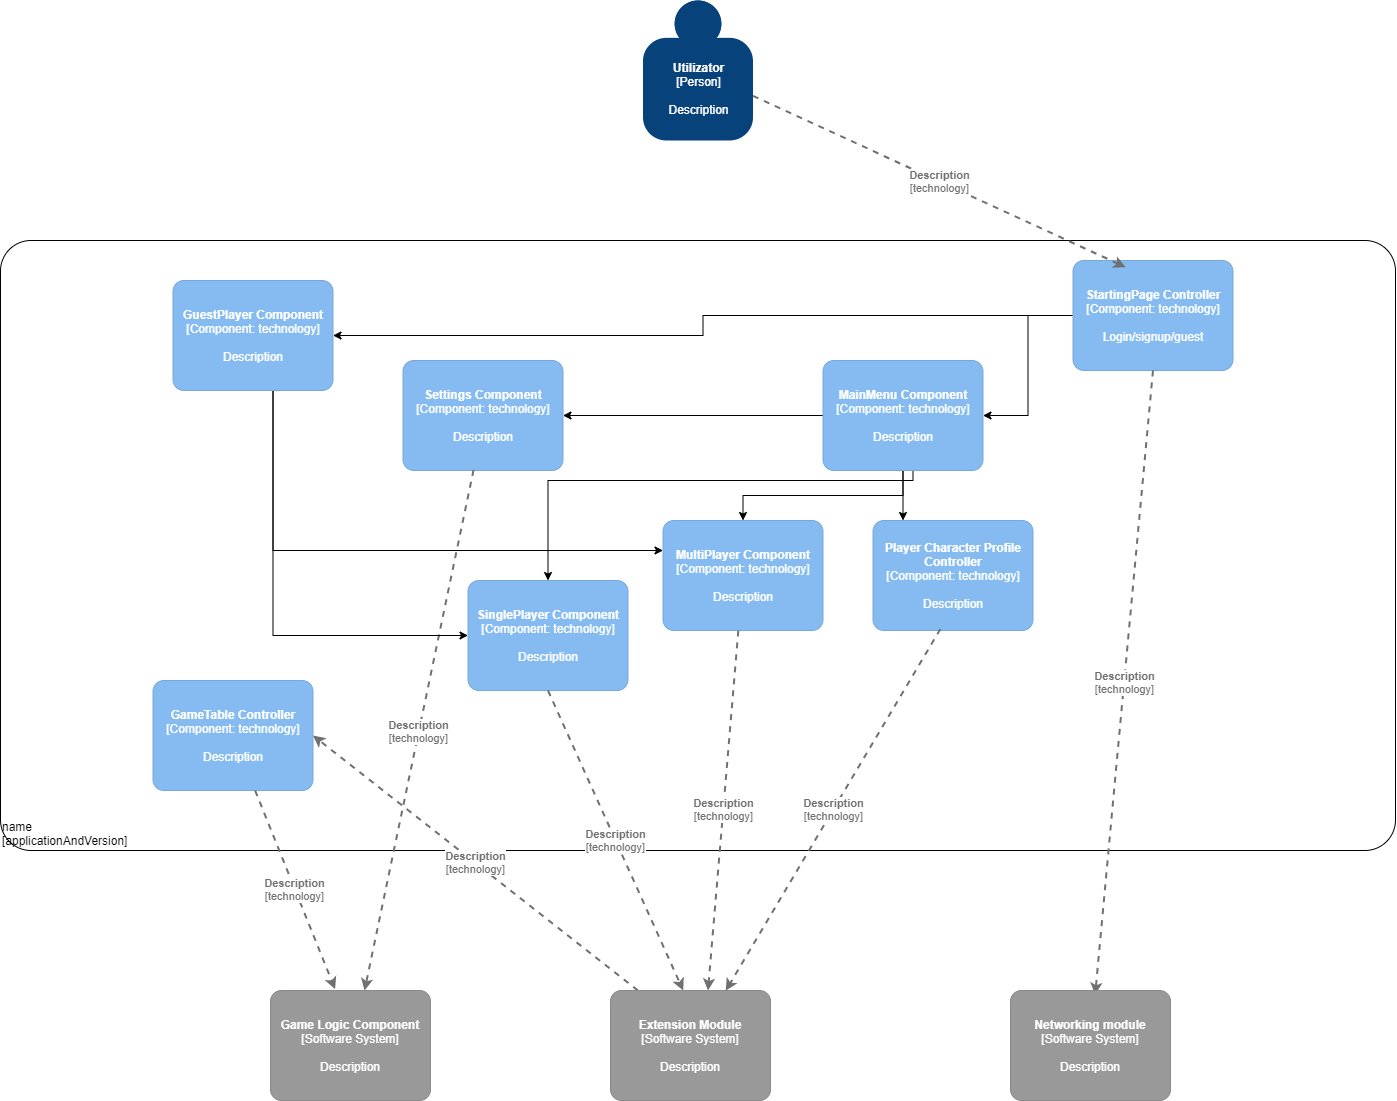 Utilizator
[Person]
Description
Description
[technology]
StartingPage Controller
[Component: technology]
Login/signup/guest
GuestPlayer Component
[Component: technology]
Description
Settings Component
[Component: technology]
Description
MainMenu Component
[Component: technology]
Description
MultiPlayer Component
[Component: technology]
Description
Player Character Profile
Controller
[Component: technology]
Description
SinglePlayer Component
[Component: technology]
Description
GameTable Controller
[Component: technology]
Description
Description
[technology]
Description
[technology]
Description
[technology]
Description
[technology]
Description
[technology]
name
[applicationAndVersion]
Description
[technology]
Description
[technology]
Game Logic Component
[Software System]
Description
Extension Module
[Software System]
Description
Networking module
[Software System]
Description